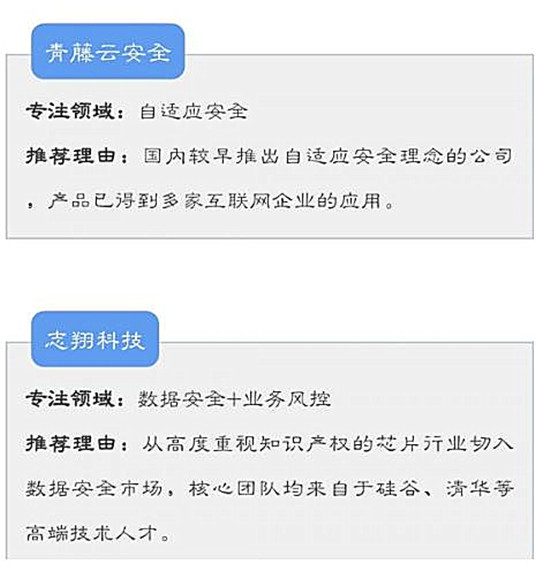 青藤云安全
专注领域：自适应安全
推荐理由：国内较早推出自适应安全理念的公司
，产品已得到多家互联网企业的应用。
志翔科技
专注领域：数据安全+业务风控
推荐理由：从高度重视知识产权的芯片行业切入
数据安全市场，核心团队均来自于硅谷、清华等
高端技术人才。